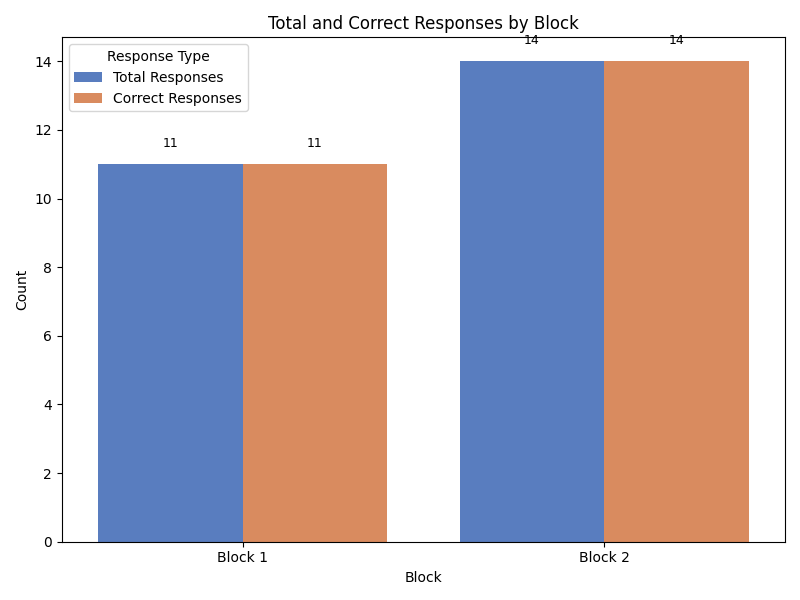 Total and Correct Responses by Block
14 14
14
Response Type
Total Responses
Correct Responses
12
11 11
10
8
Count
6
4
2
0
Block 1 Block 2
Block